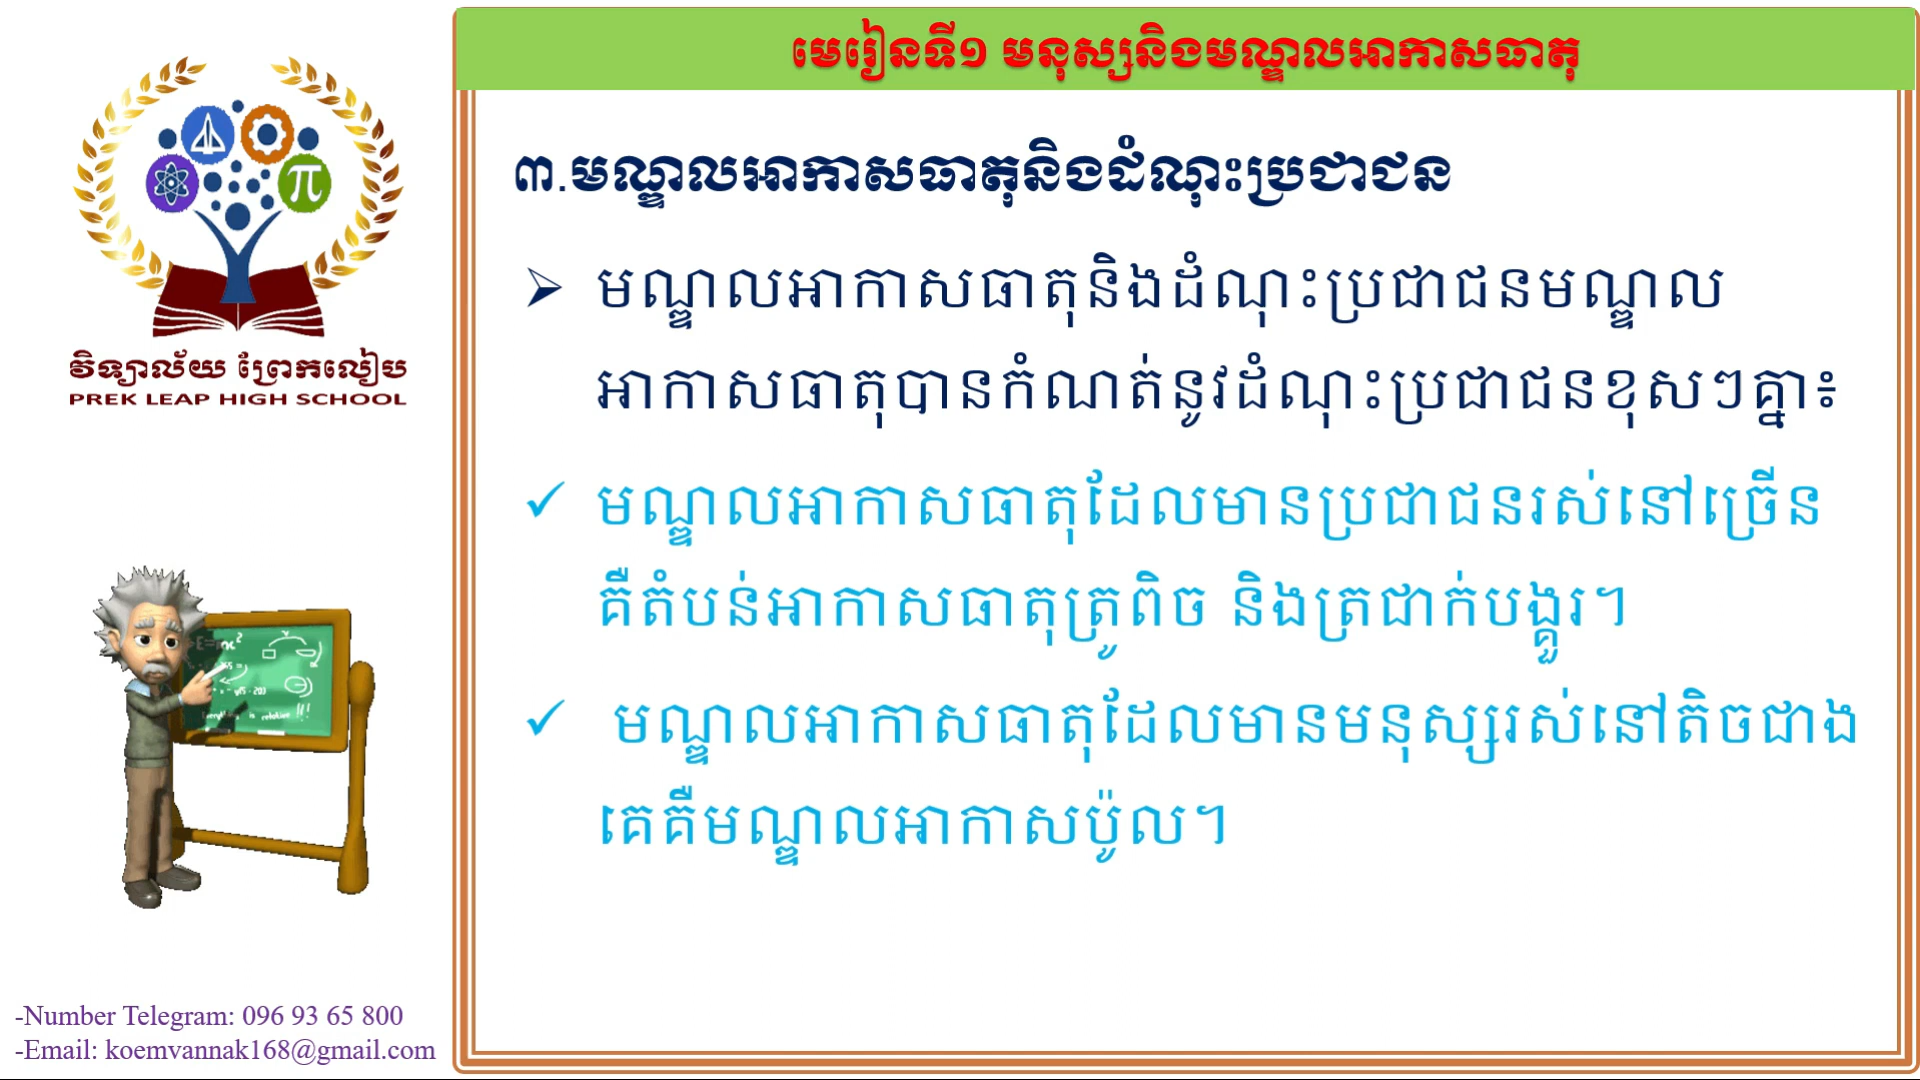 មេរៀនទី១ មនុស្សនិងមណ្ឌលអាកាសធាតុ
៣.មណ្ឌលអាកាសធាតុនិងដំណុះប្រជាជន
មណ្ឌលអាកាសធាតុនិងដំណុះប្រជាជនមណ្ឌល
អាកាសធាតុបានកំណត់នូវដំណុះប្រជាជនខុសៗគ្នា៖
មណ្ឌលអាកាសធាតុដែលមានប្រជាជនរស់នៅច្រើន
គឺតំបន់អាកាសធាតុត្រូពិច និងត្រជាក់បង្គួរ។
មណ្ឌលអាកាសធាតុដែលមានមនុស្សរស់នៅតិចជាង
គេគឺមណ្ឌលអាកាសប៉ូល។
វិទ្យាល័យ ព្រែកលៀប
PREK LEAP HIGH SCHOOL
-Number Telegram: 096 93 65 800
-Email: koemvannak168@gmail.com